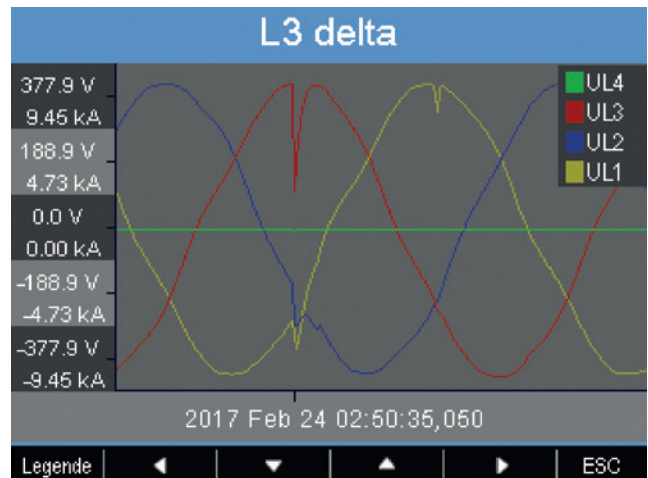 L3 delta
377.9 V
9.45 kA
188.9 V
4.73 kA
0.0 V
0.00 kA
-188.9 V
-4.73 kA
-377.9 V
-9.45 kA
UL4
UL3
UL2
UL1
2017 Feb 24 02:50:35,050
Legende ESC